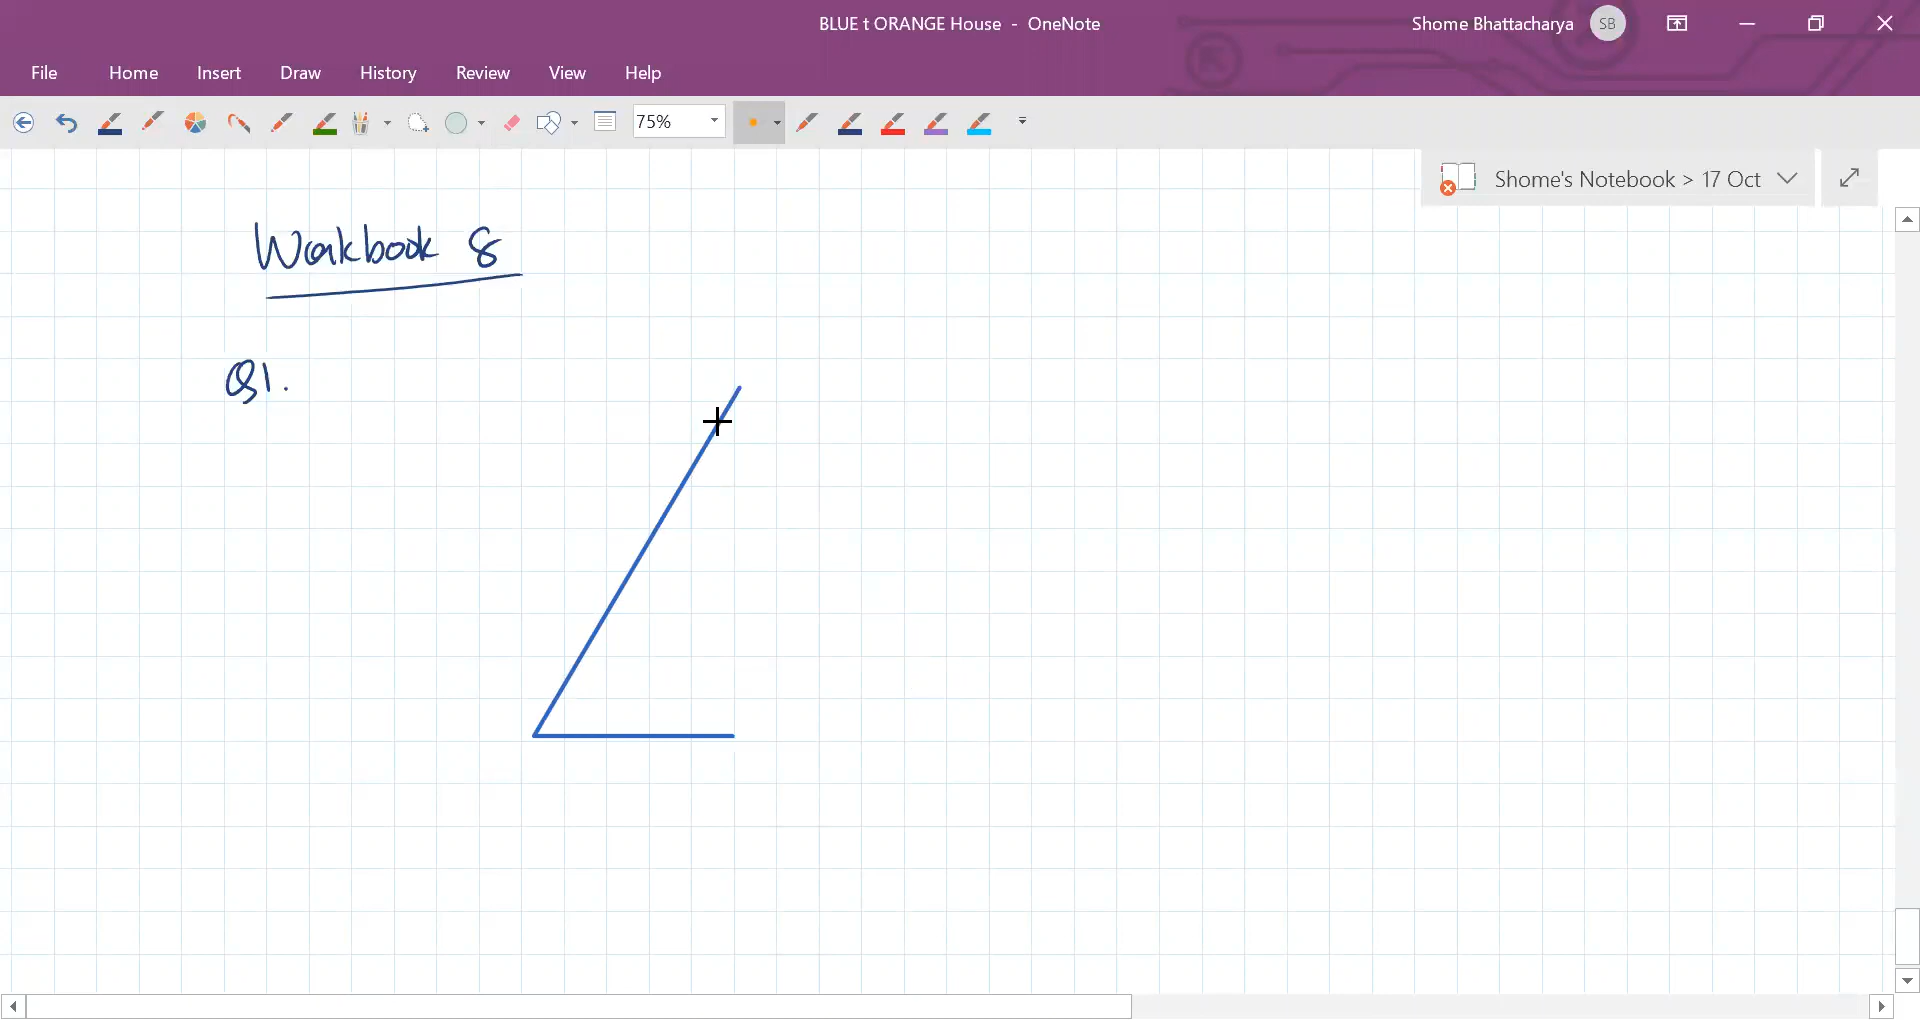 BLUE t ORANGE House - OneNote
Shome Bhattacharya SB
File Home Insert Draw History Review View Help
75%
Shome's Notebook > 17 Oct
Workbook 8
Q1.